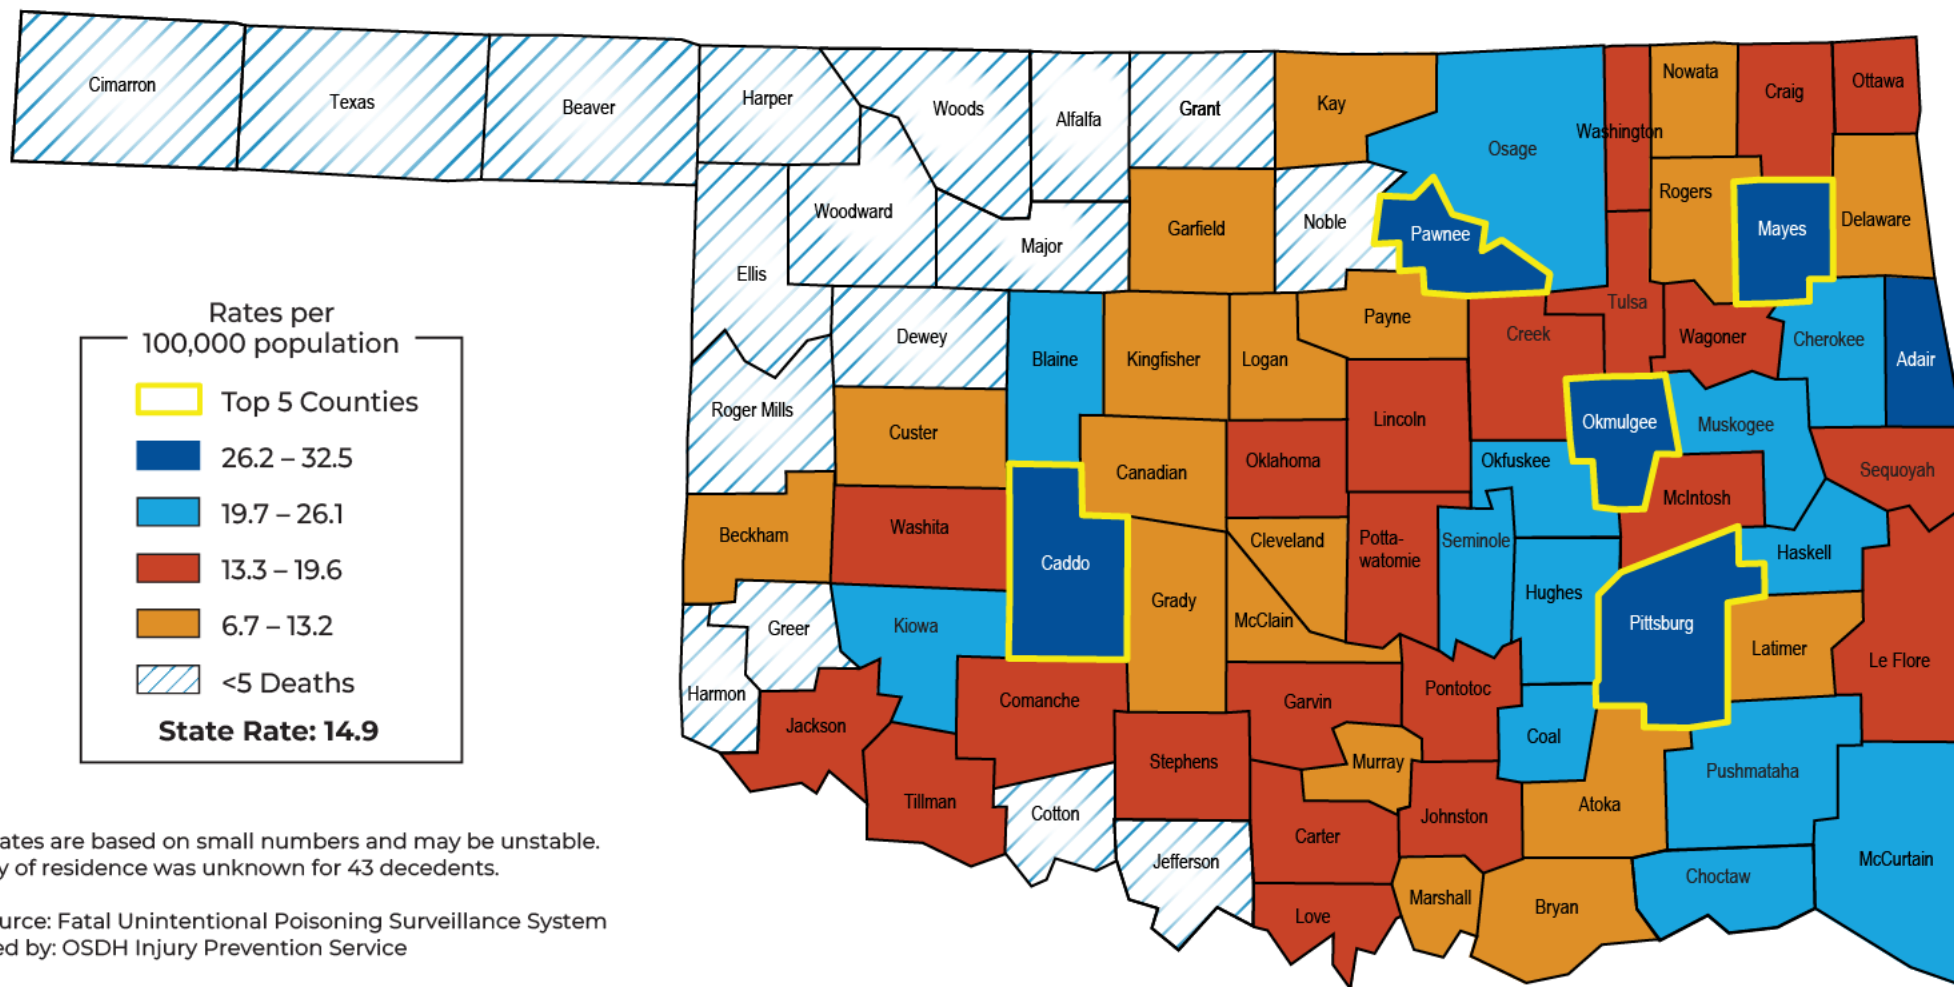 Cimarron
Texas
Beaver
Harper
Woods
Alfalfa
Grant
Kay
Osage
Washington
Nowata
Craig
Ottawa
Ellis
Woodward
Major
Garfield
Noble
Pawnee
Rogers
Mayes
Delaware
Roger Mills
Dewey
Blaine
Kingfisher
Logan
Payne
Creek
Tulsa
Wagoner
Cherokee
Adair
Custer
Canadian
Oklahoma
Lincoln
Okfuskee
Okmulgee
Muskogee
Sequoyah
Beckham
Washita
Caddo
Grady
Cleveland
McClain
Potta-
watomie
Seminole
Hughes
McIntosh
Haskell
Pittsburg
Latimer
Le Flore
Harmon
Greer
Kiowa
Jackson
Tillman
Comanche
Cotton
Stephens
Jefferson
Garvin
Murray
Carter
Love
Pontotoc
Johnston
Marshall
Coal
Atoka
Bryan
Pushmataha
Choctaw
McCurtain
Rates per
100,000 population
Top 5 Counties
26.2 – 32.5
19.7 – 26.1
13.3 – 19.6
6.7 – 13.2
<5 Deaths
State Rate: 14.9
ates are based on small numbers and may be unstable.
y of residence was unknown for 43 decedents.
urce: Fatal Unintentional Poisoning Surveillance System
ed by: OSDH Injury Prevention Service